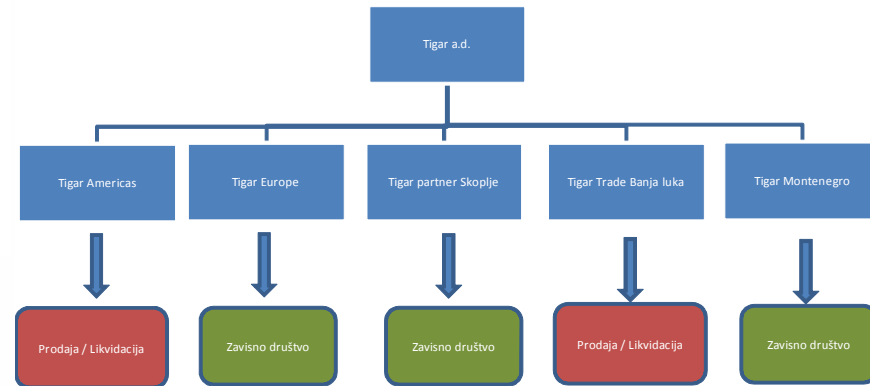 Tigar a.d.
Tigar Americas
Tigar Europe
Tigar partner Skoplje
Tigar Trade Banja luka
Tigar Montenegro
Prodaja / Likvidacija
Zavisno društvo
Zavisno društvo
Prodaja / Likvidacija
Zavisno društvo